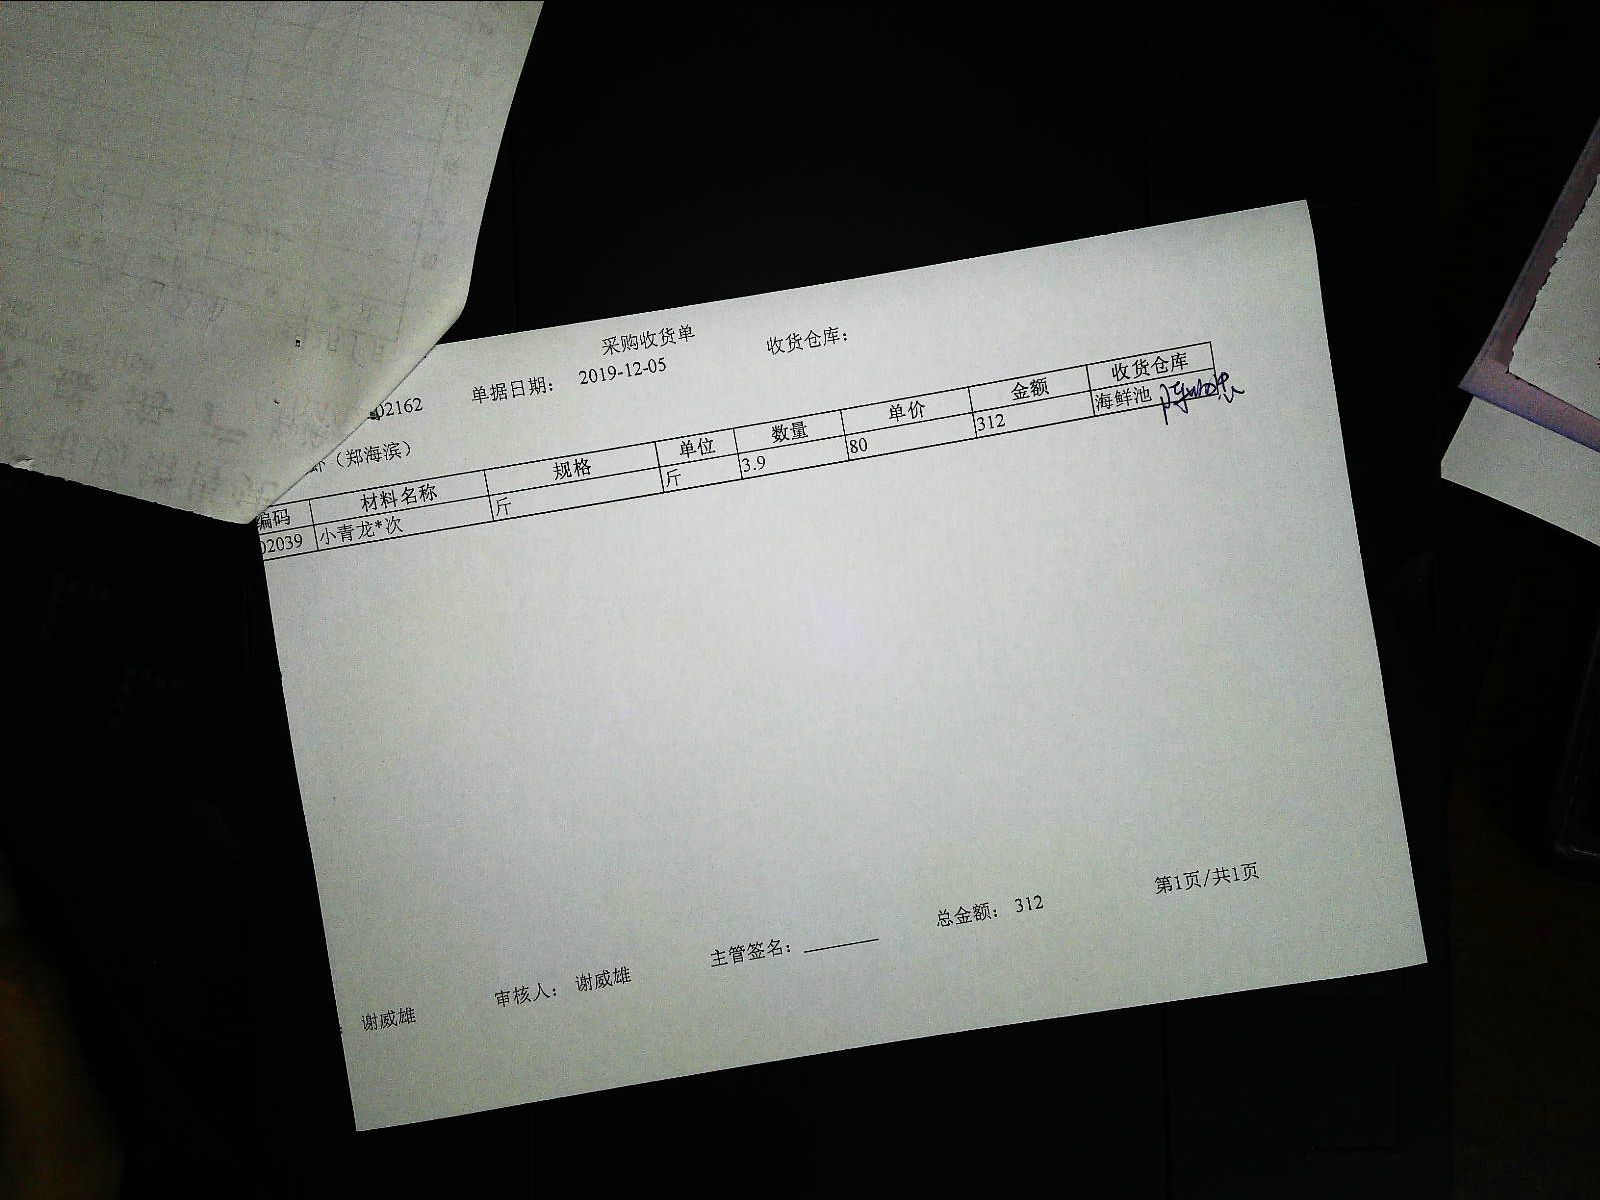 采购收货单
02162 单据日期： 2019-12-05 收货仓库：
（郑海滨）
编码 材料名称 规格 单位 数量 单价 金额 收货仓库
02039 小青龙*次 斤 斤 3.9 80 312 海鲜池
： 谢威雄 审核人： 谢威雄 主管签名： 总金额： 312 第1页/共1页